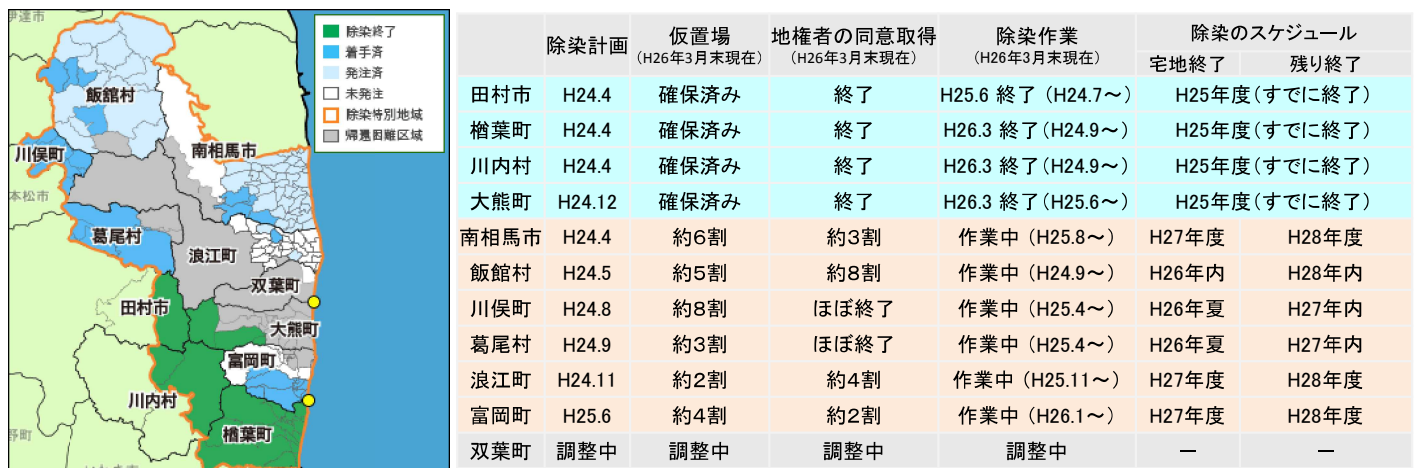 伊達市
飯館村
川俣町
南相馬市
本松市
葛尾村
浪江町
双葉町
田村市
大熊町
富岡町
川内村
楢葉町
野町
除染終了
着手済
発注済
未発注
除染特別地域
帰還困難区域
除染計画 仮置場 地権者の同意取得 除染作業 除染のスケジュール
(H26年3月末現在) (H26年3月末現在) (H26年3月末現在) 宅地終了 残り終了
田村市 H24.4 確保済み 終了 H25.6 終了 (H24.7～) H25年度(すでに終了)
楢葉町 H24.4 確保済み 終了 H26.3 終了(H24.9～) H25年度(すでに終了)
川内村 H24.4 確保済み 終了 H26.3 終了(H24.9～) H25年度(すでに終了)
大熊町 H24.12 確保済み 終了 H26.3 終了(H25.6～) H25年度(すでに終了)
南相馬市 H24.4 約6割 約3割 作業中 (H25.8～) H27年度 H28年度
飯館村 H24.5 約5割 約8割 作業中 (H24.9～) H26年内 H28年内
川俣町 H24.8 約8割 ほぼ終了 作業中 (H25.4～) H26年夏 H27年内
葛尾村 H24.9 約3割 ほぼ終了 作業中 (H25.4～) H26年夏 H27年内
浪江町 H24.11 約2割 約4割 作業中 (H25.11～) H27年度 H28年度
富岡町 H25.6 約4割 約2割 作業中 (H26.1～) H27年度 H28年度
双葉町 調整中 調整中 調整中 調整中 － －